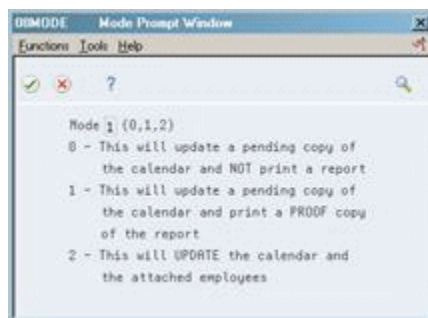 00MODE Mode Prompt Window
Functions Tools Help
Mode 1 (0,1,2)
0 - This will update a pending copy of
the calendar and NOT print a report
1 - This will update a pending copy of
the calendar and print a PROOF copy
of the report
2 - This will UPDATE the calendar and
the attached employees